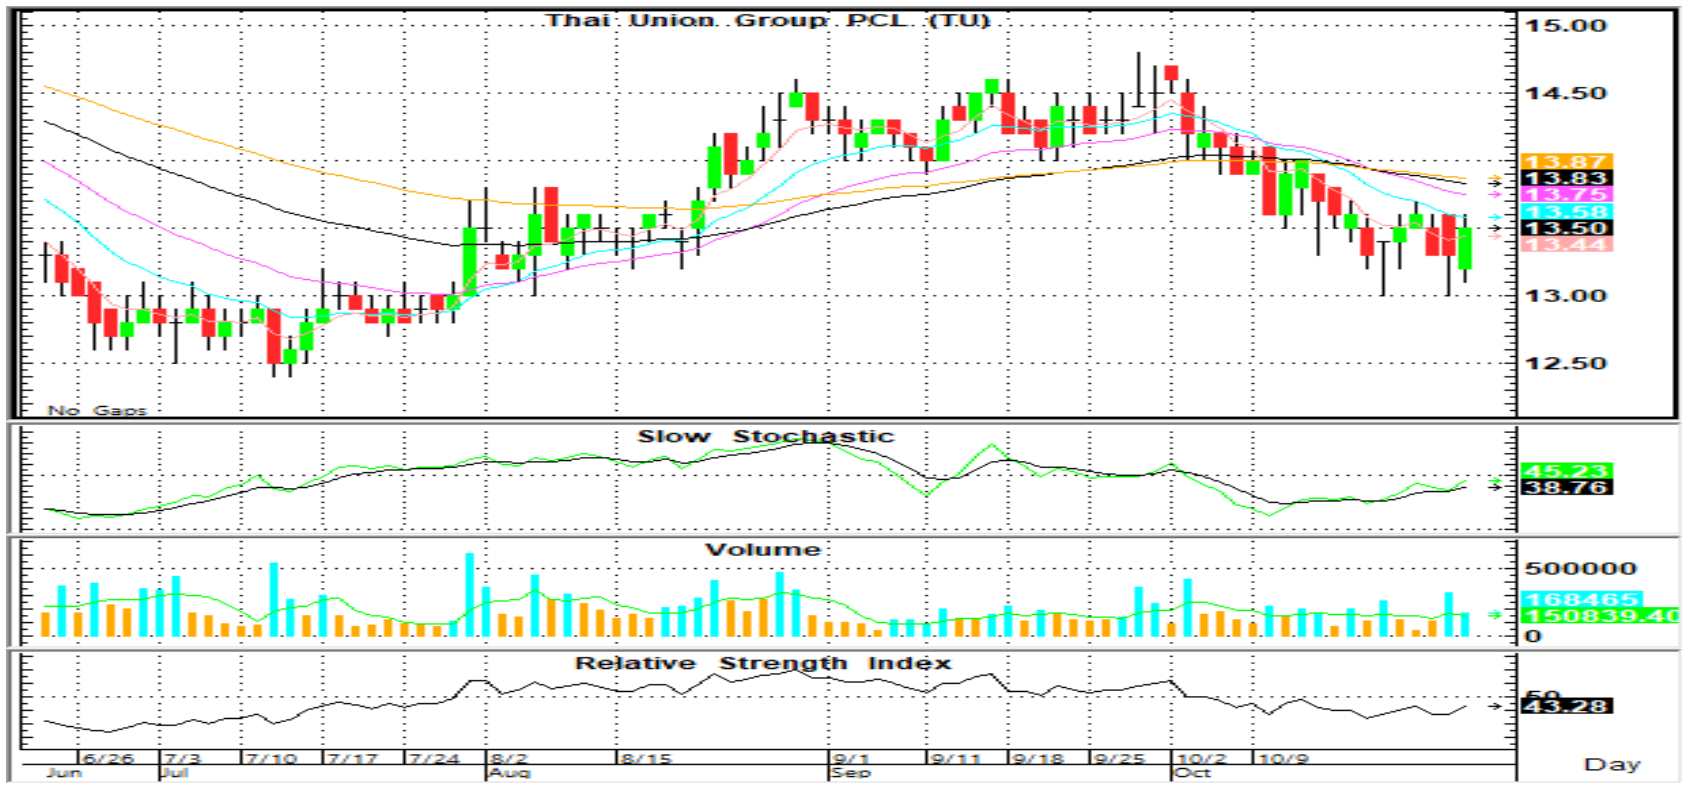 Thai Union Group PCL (TU)
15.00
14.50
13.87
13.83
13.75
13.58
13.50
13.44
13.00
12.50
No Gaps
Slow Stochastic
45.23
38.76
Volume
500000
168465
150839.40
0
Relative Strength Index
50
43.28
6/26 7/3 7/10 7/17 7/24 8/2 8/15 9/1 9/11 9/18 9/25 10/2 10/9
Jun Jul Aug Sep Oct
Day